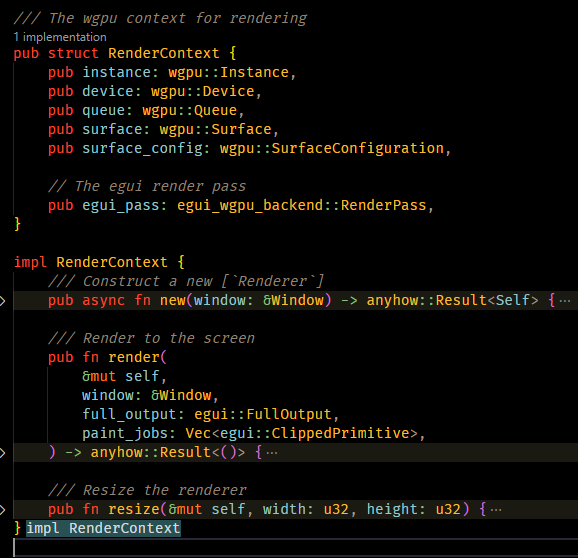 /// The wgpu context for rendering
1 implementation
pub struct RenderContext {
pub instance: wgpu::Instance,
pub device: wgpu::Device,
pub queue: wgpu::Queue,
pub surface: wgpu::Surface,
pub surface_config: wgpu::SurfaceConfiguration,
// The egui render pass
pub egui_pass: egui_wgpu_backend::RenderPass,
}
impl RenderContext {
/// Construct a new [`Renderer`]
pub async fn new(window: &Window) -> anyhow::Result<Self> {⋯
/// Render to the screen
pub fn render(
&mut self,
window: &Window,
full_output: egui::FullOutput,
paint_jobs: Vec<egui::ClippedPrimitive>,
) -> anyhow::Result<()> {⋯
/// Resize the renderer
pub fn resize(&mut self, width: u32, height: u32) {⋯
} impl RenderContext